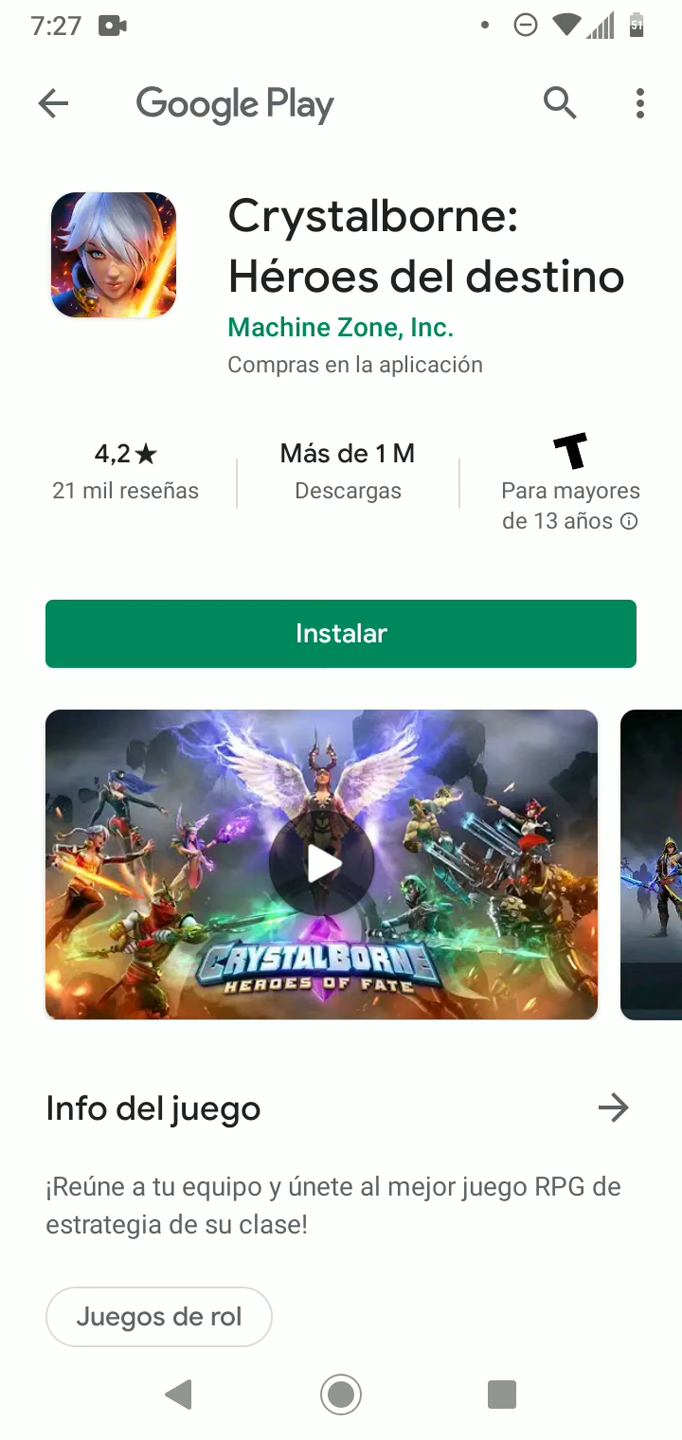 7:27
51
Google Play
Crystalborne:
Héroes del destino
Machine Zone, Inc.
Compras en la aplicación
4,2★
21 mil reseñas
Más de 1 M
Descargas
T
Para mayores
de 13 años
Instalar
CRYSTALBORNE
HEROES OF FATE
Info del juego
¡Reúne a tu equipo y únete al mejor juego RPG de
estrategia de su clase!
Juegos de rol